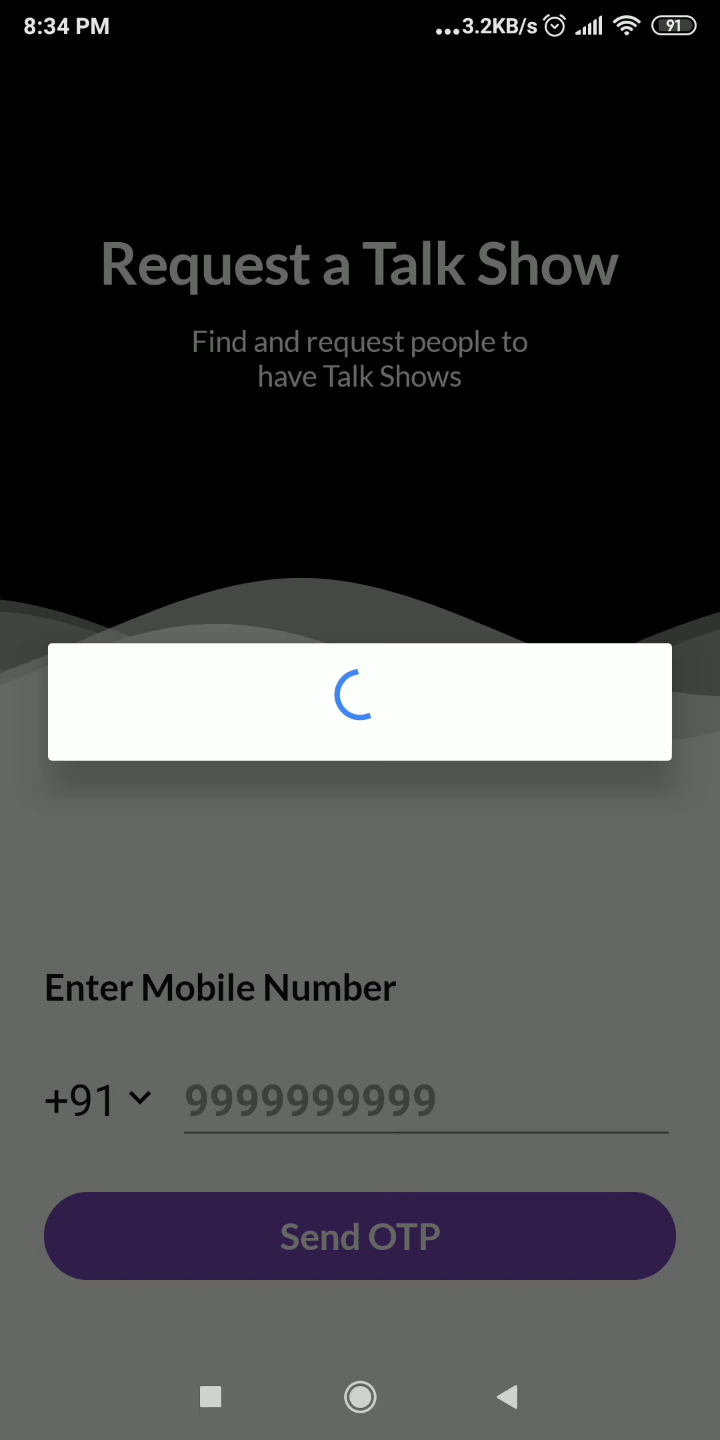 8:34 PM
...3.2KB/s
91
Request a Talk Show
Find and request people to
have Talk Shows
Enter Mobile Number
+91 9999999999
Send OTP